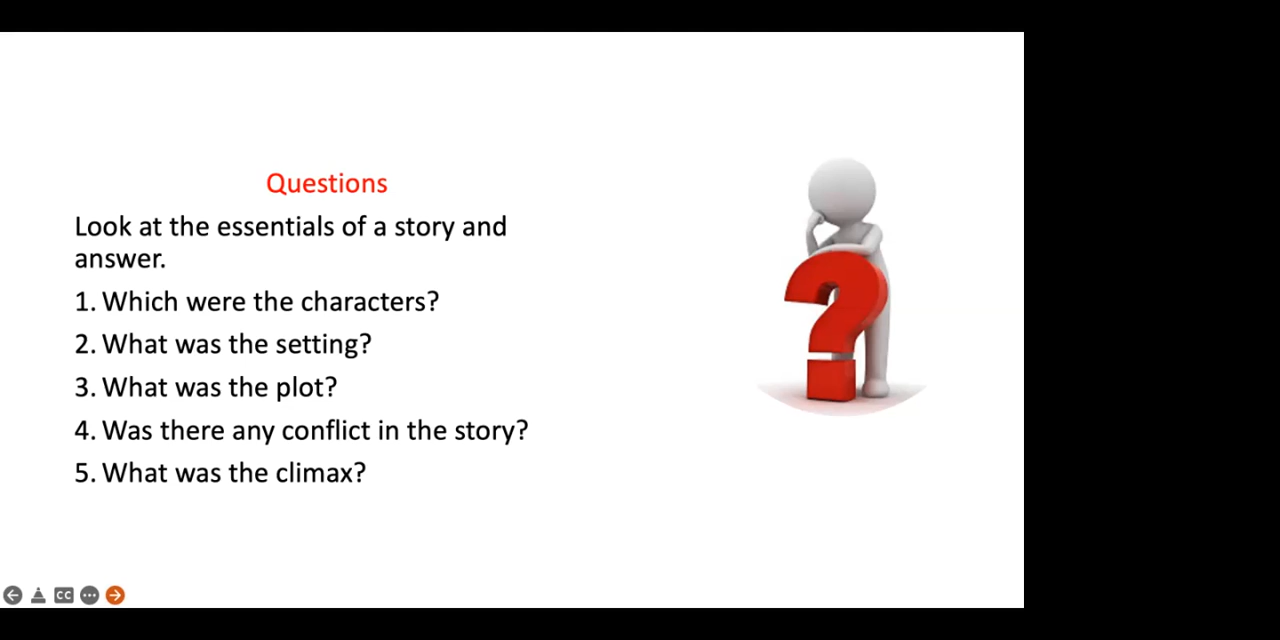 Questions
Look at the essentials of a story and
answer.
1. Which were the characters?
2. What was the setting?
3. What was the plot?
4. Was there any conflict in the story?
5. What was the climax?
CC